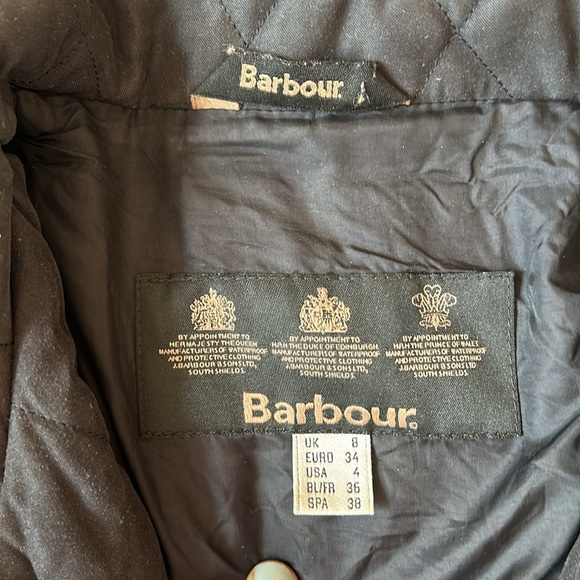 Barbour
BY APPOINTMENT TO
HER MAJESTY THE QUEEN
MANUFACTURERS OF WATERPROOF
AND PROTECTIVE CLOTHING
J.BARBOUR & SONS LTD,
SOUTH SHIELDS.
BY APPOINTMENT TO
H.R.H. THE DUKE OF EDINBURGH
MANUFACTURERS OF WATERPROOF
AND PROTECTIVE CLOTHING
J.BARBOUR & SONS LTD,
SOUTH SHIELDS.
BY APPOINTMENT TO
H.R.H. THE PRINCE OF WALES
MANUFACTURERS OF WATERPROOF
AND PROTECTIVE CLOTHING
J.BARBOUR & SONS LTD,
SOUTH SHIELDS.
Barbour.
UK 8
EURO 34
USA 4
BL/FR 36
SPA 38